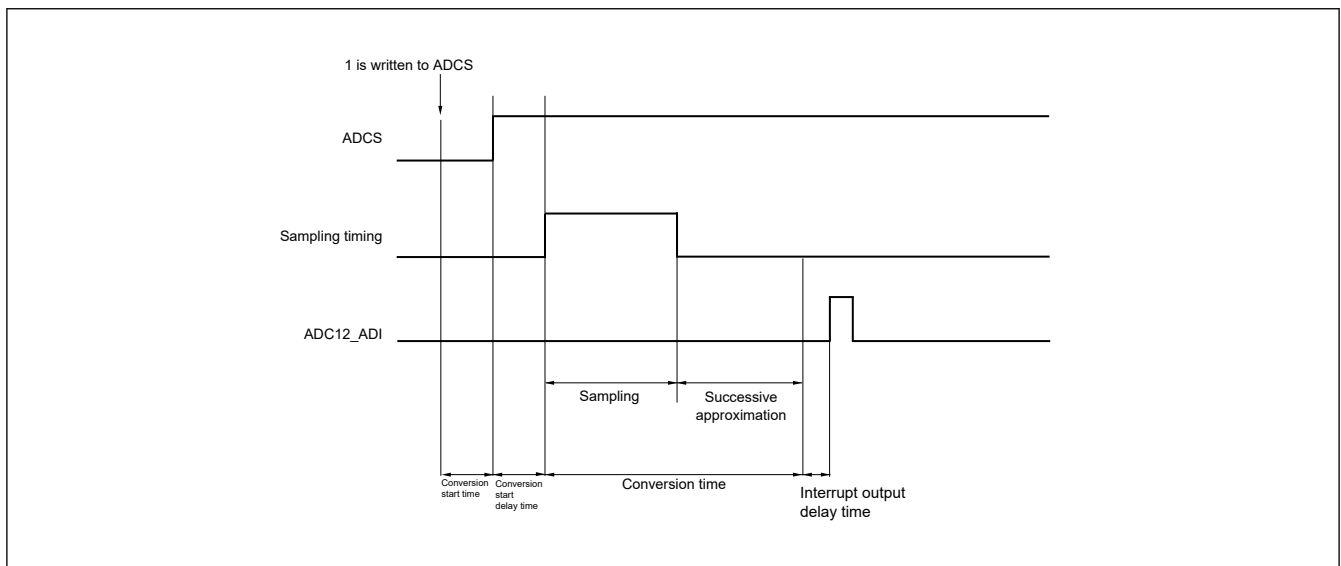 1 is written to ADCS
ADCS
Sampling timing
ADC12_ADI
Sampling
Successive
approximation
Conversion
start time
Conversion
start
delay time
Conversion time
Interrupt output
delay time